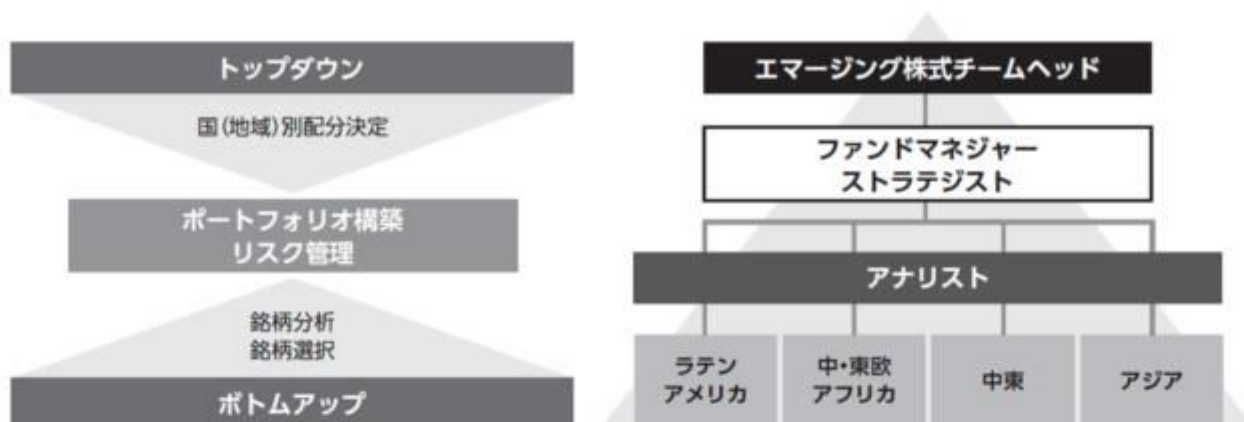 トップダウン
国(地域)別配分決定
ポートフォリオ構築
リスク管理
銘柄分析
銘柄選択
ボトムアップ
エマージング株式チームヘッド
ファンドマネジャー
ストラテジスト
アナリスト
ラテン
アメリカ
中・東欧
アフリカ
中東
アジア